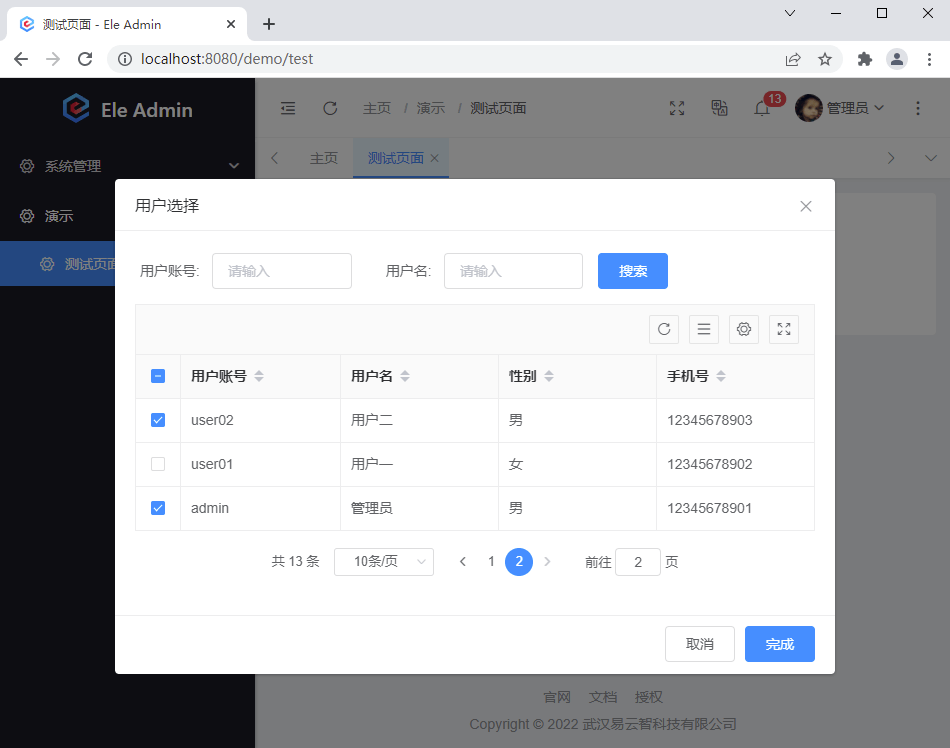 测试页面 - Ele Admin
localhost:8080/demo/test
Ele Admin
主页 / 演示 / 测试页面
13
管理员
系统管理
主页
测试页面
演示
测试页面
用户选择
用户账号: 请输入 用户名: 请输入 搜索
用户账号 用户名 性别 手机号
user02 用户二 男 12345678903
user01 用户一 女 12345678902
admin 管理员 男 12345678901
共 13 条 10条/页 1 2 前往 2 页
取消 完成
官网 文档 授权
Copyright © 2022 武汉易云智科技有限公司